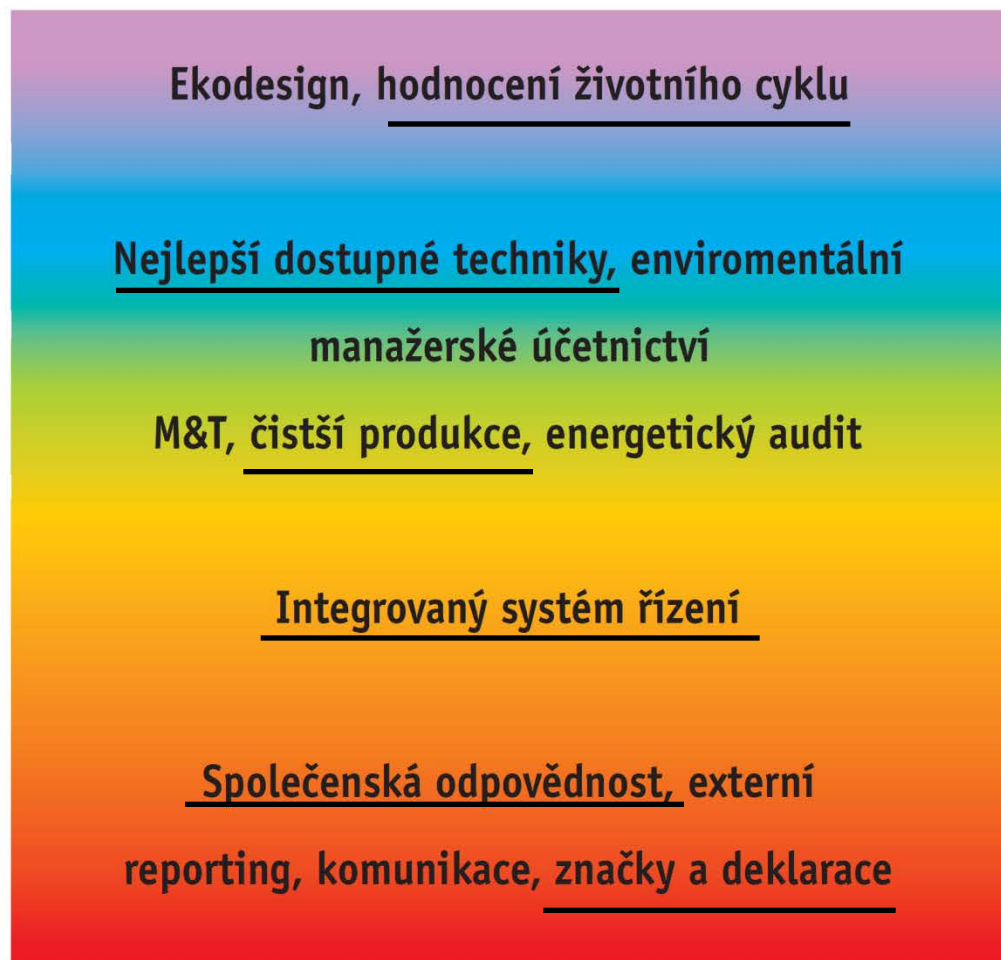 Ekodesign, hodnocení životního cyklu
Nejlepší dostupné techniky, enviromentální
manažerské účetnictví
M&T, čistší produkce, energetický audit
Integrovaný systém řízení
Společenská odpovědnost, externí
reporting, komunikace, značky a deklarace